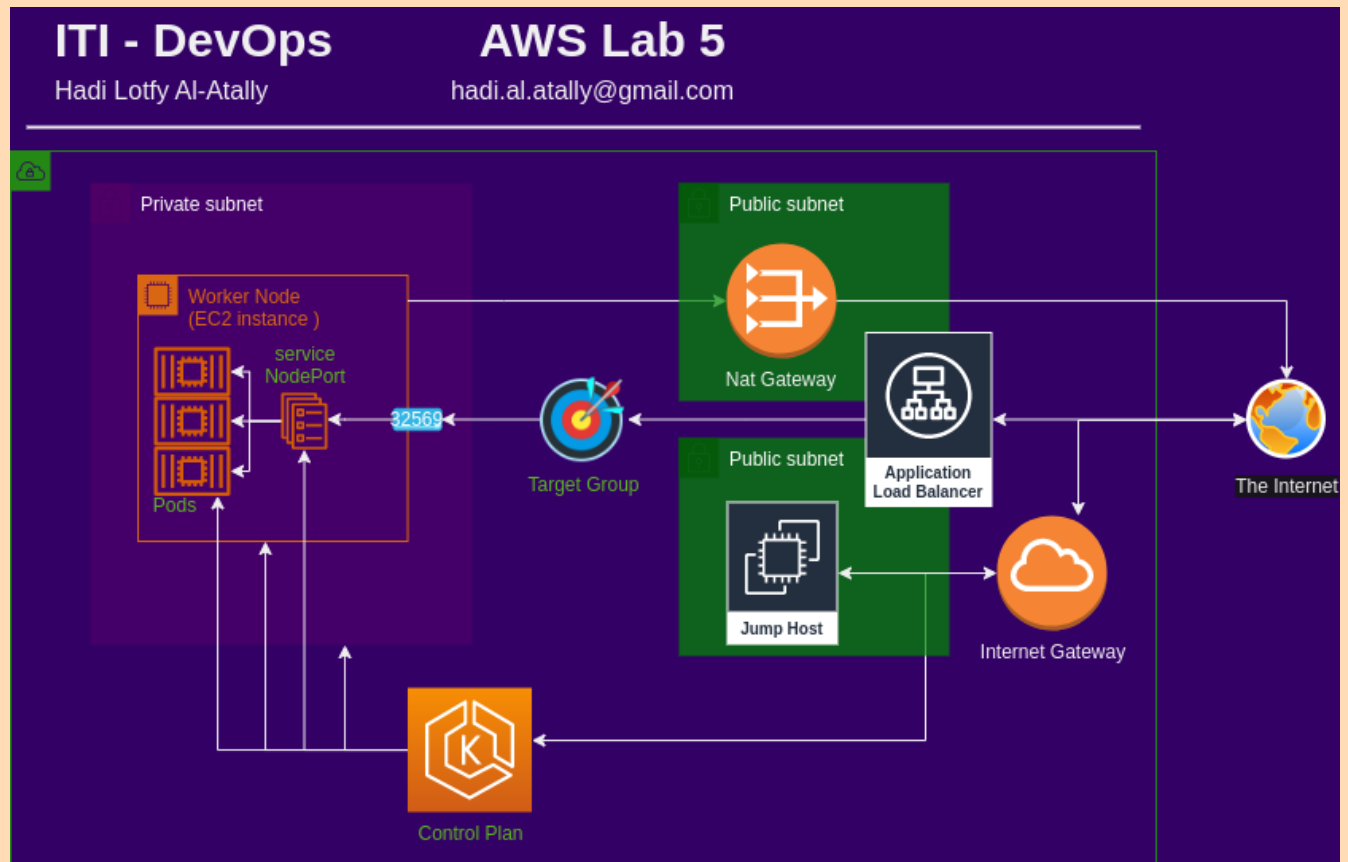 ITI - DevOps
AWS Lab 5
Hadi Lotfy Al-Atally
hadi.al.atally@gmail.com
Private subnet
Public subnet
Worker Node
(EC2 instance )
service
NodePort
Nat Gateway
32569
Target Group
Public subnet
Application
Load Balancer
The Internet
Pods
Jump Host
Internet Gateway
K
Control Plan